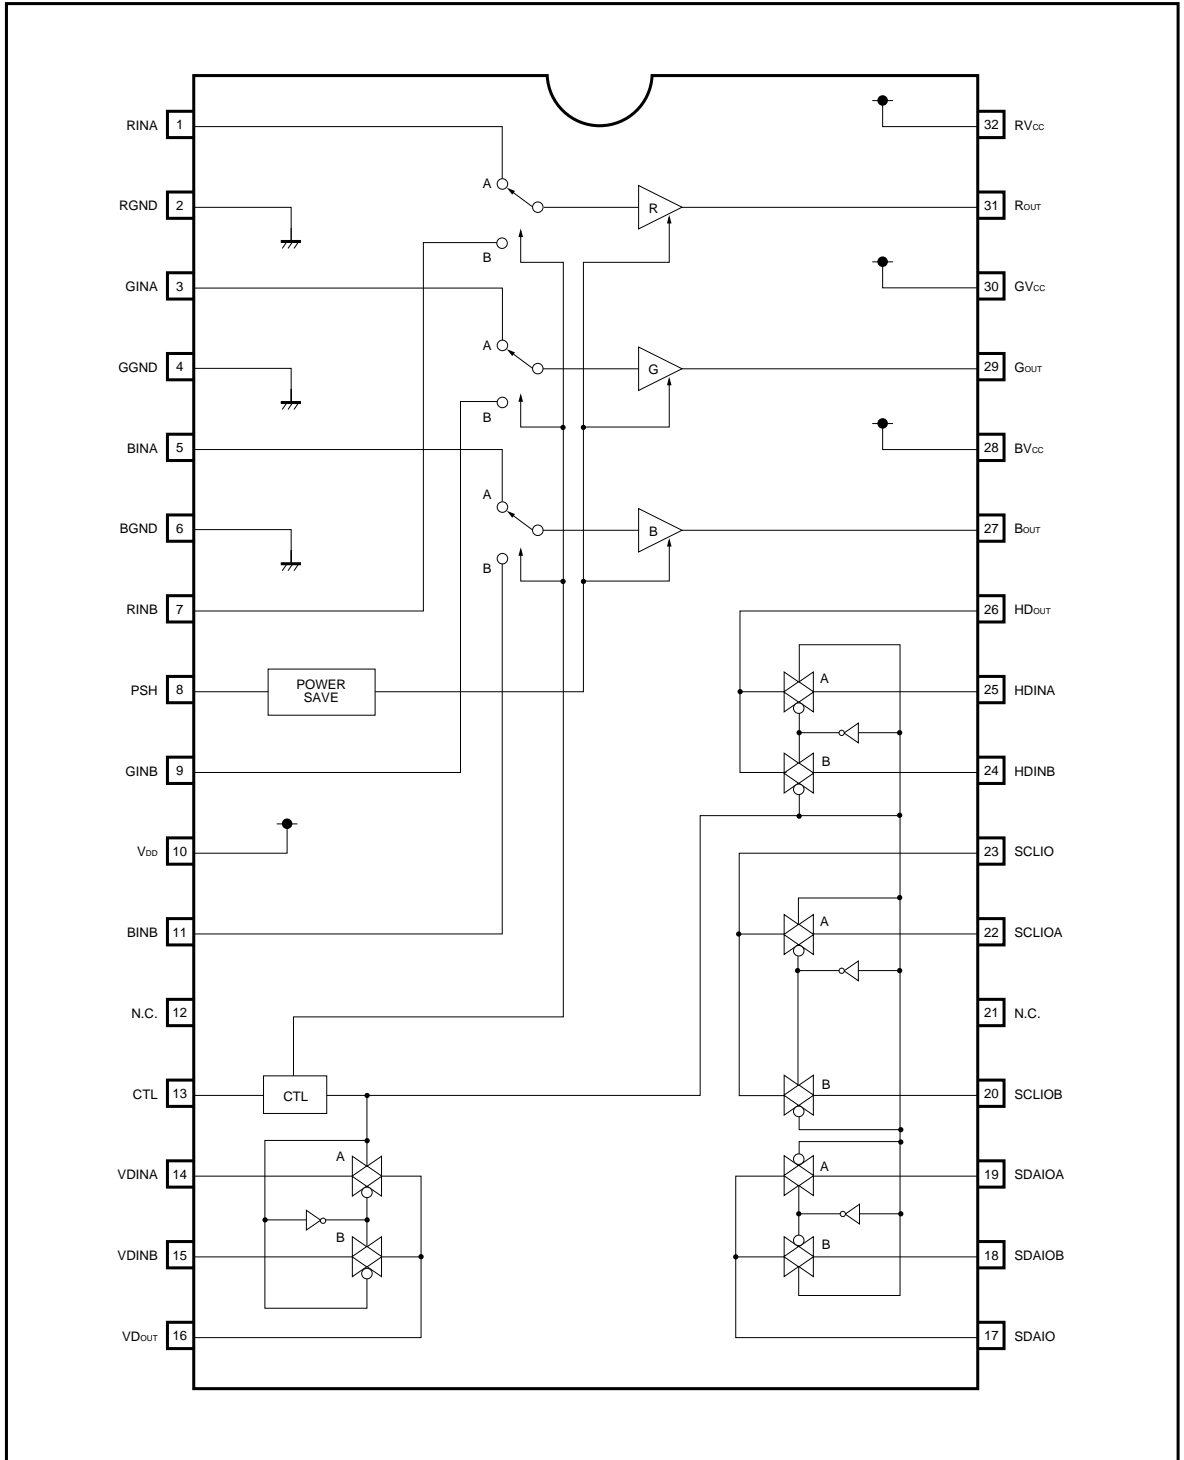 RINA 1
RGND 2
GINA 3
GGND 4
BINA 5
BGND 6
RINB 7
PSH 8
GINB 9
VDD 10
BINB 11
N.C. 12
CTL 13
VDINA 14
VDINB 15
VDOUT 16
A
B
R
A
B
G
A
B
B
POWER
SAVE
CTL
A
B
A
B
A
B
A
B
32 RVCC
31 ROUT
30 GVCC
29 GOUT
28 BVCC
27 BOUT
26 HDOUT
25 HDINA
24 HDINB
23 SCLIO
22 SCLIOA
21 N.C.
20 SCLIOB
19 SDAIOA
18 SDAIOB
17 SDAIO